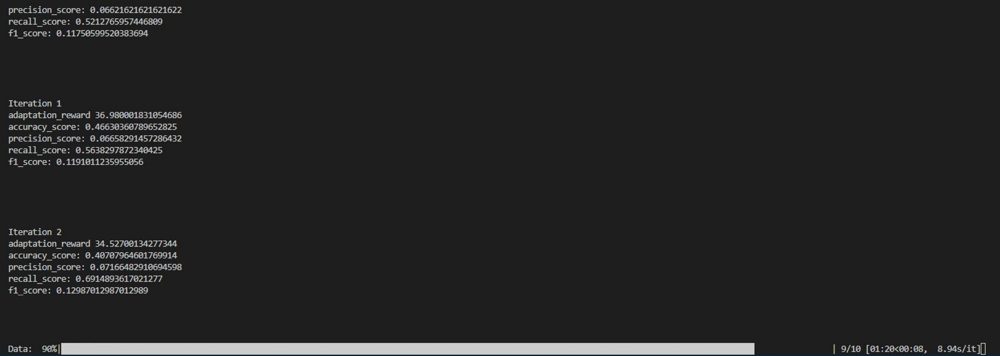 precision_score: 0.06621621621621622
recall_score: 0.5212765957446809
f1_score: 0.11750599520383694
Iteration 1
adaptation_reward 36.980001831054686
accuracy_score: 0.46630360789652825
precision_score: 0.06658291457286432
recall_score: 0.5638297872340425
f1_score: 0.1191011235955056
Iteration 2
adaptation_reward 34.52700134277344
accuracy_score: 0.40707964601769914
precision_score: 0.07166482910694598
recall_score: 0.6914893617021277
f1_score: 0.12987012987012989
Data:  90%| | 9/10 [01:20<00:08,  8.94s/it]